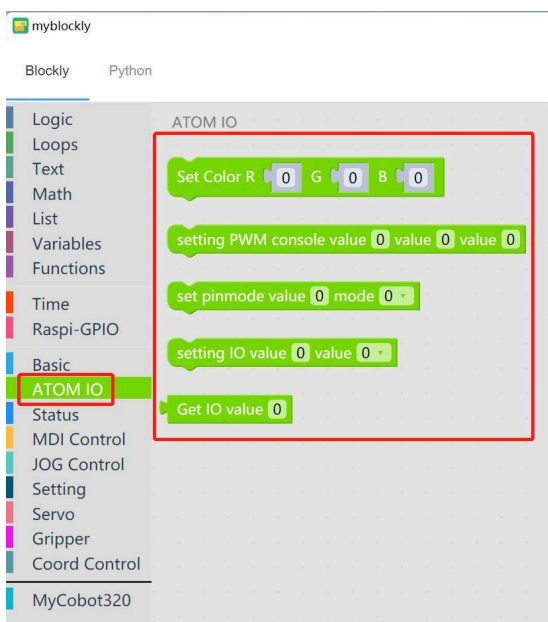 myblockly
Blockly Python
Logic
Loops
Text
Math
List
Variables
Functions
Time
Raspi-GPIO
Basic
ATOM IO
Status
MDI Control
JOG Control
Setting
Servo
Gripper
Coord Control
MyCobot320
ATOM IO
Set Color R 0 G 0 B 0
setting PWM console value 0 value 0 value 0
set pinmode value 0 mode 0
setting IO value 0 value 0
Get IO value 0